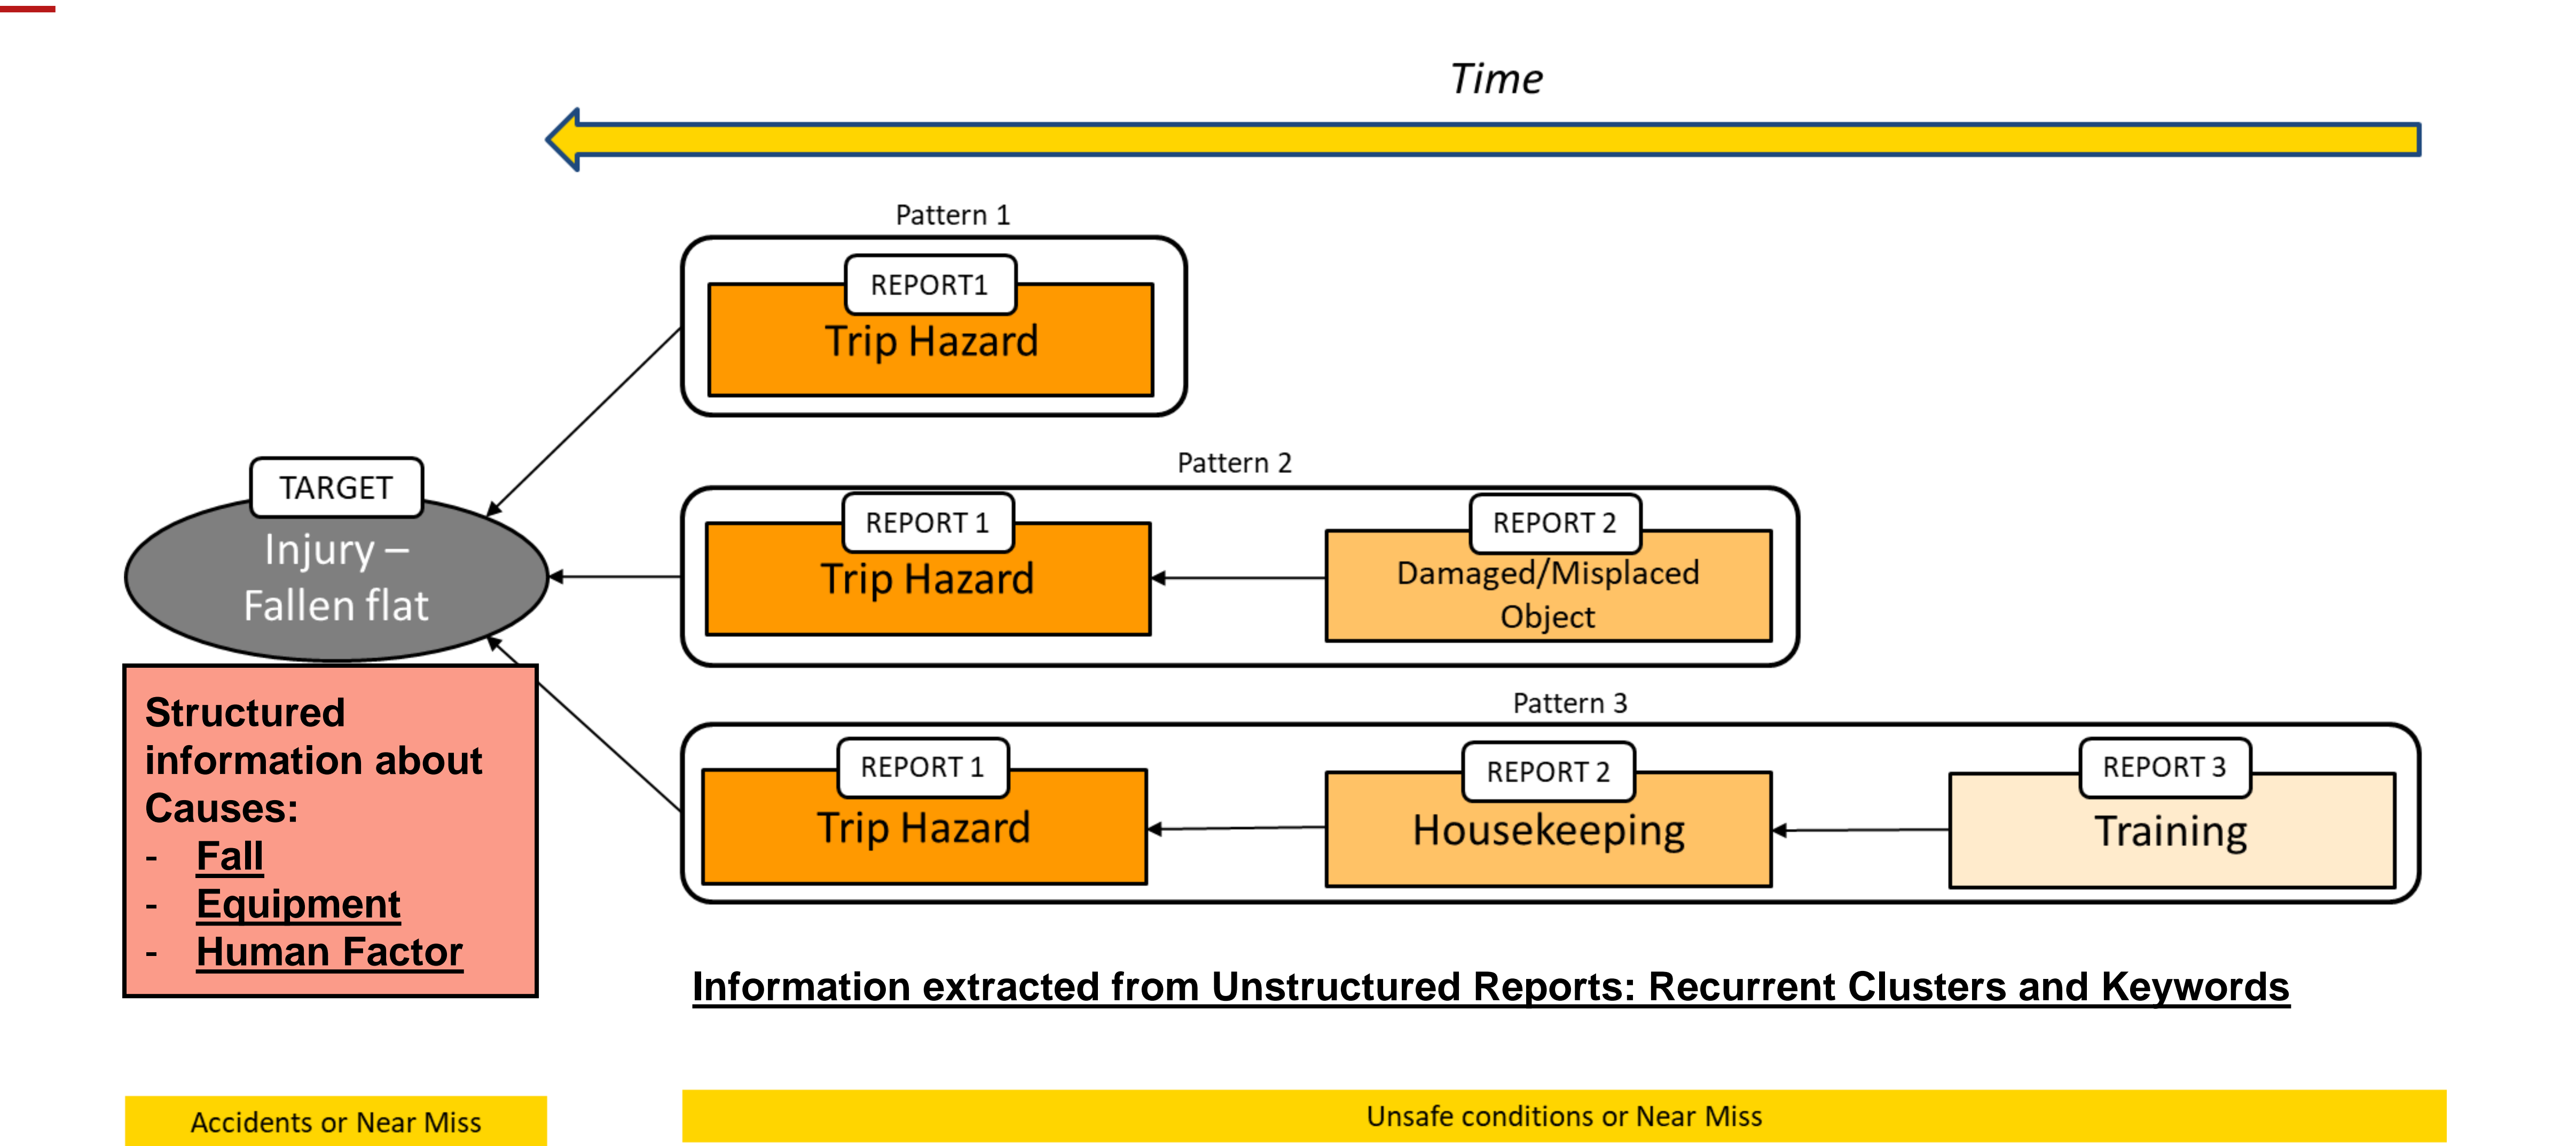 Time
Pattern 1
REPORT1
Trip Hazard
Pattern 2
TARGET
Injury –
Fallen flat
REPORT 1
Trip Hazard
REPORT 2
Damaged/Misplaced
Object
Pattern 3
REPORT 1
Trip Hazard
REPORT 2
Housekeeping
REPORT 3
Training
Structured
information about
Causes:
- Fall
- Equipment
- Human Factor
Information extracted from Unstructured Reports: Recurrent Clusters and Keywords
Accidents or Near Miss
Unsafe conditions or Near Miss